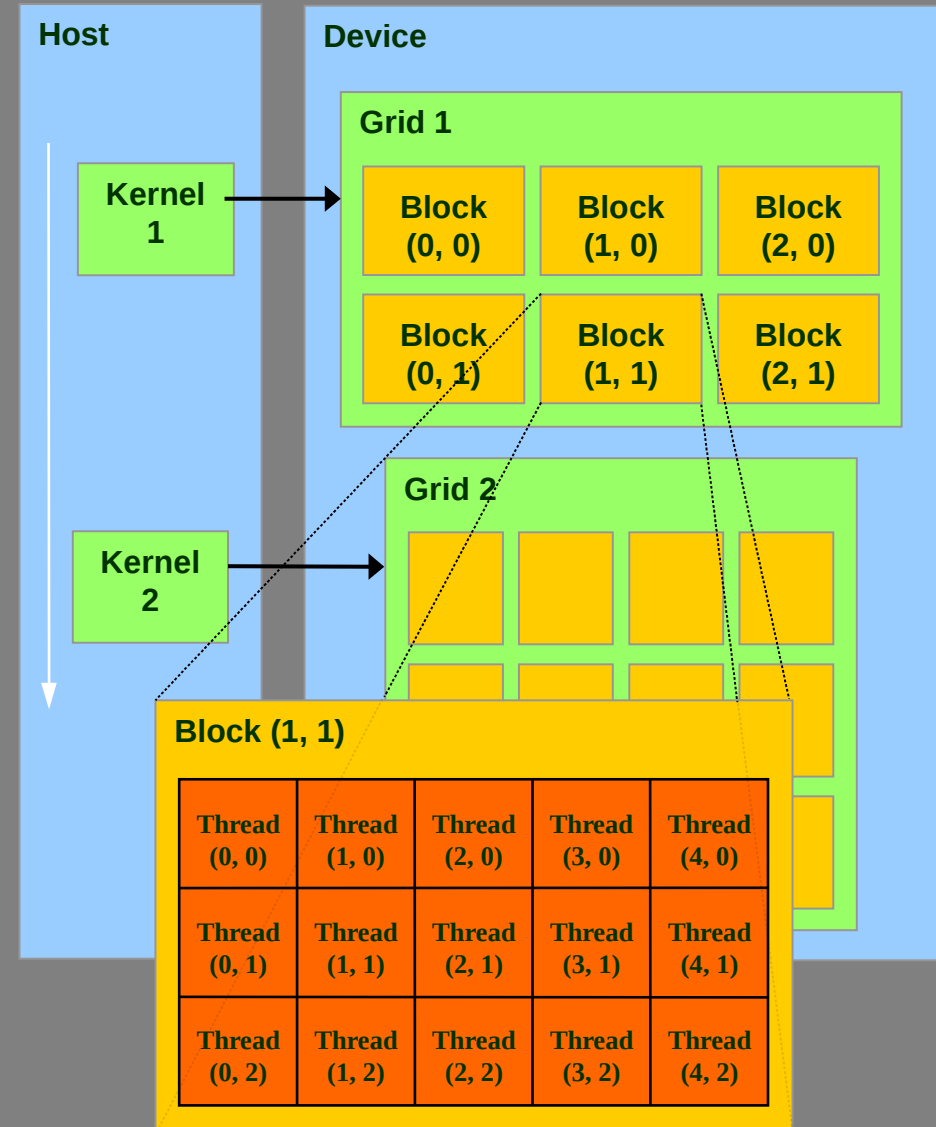 Host
Device
Grid 1
Kernel
1
Block
(0, 0)
Block
(1, 0)
Block
(2, 0)
Block
(0, 1)
Block
(1, 1)
Block
(2, 1)
Grid 2
Kernel
2
Block (1, 1)
Thread
(0, 0)
Thread
(1, 0)
Thread
(2, 0)
Thread
(3, 0)
Thread
(4, 0)
Thread
(0, 1)
Thread
(1, 1)
Thread
(2, 1)
Thread
(3, 1)
Thread
(4, 1)
Thread
(0, 2)
Thread
(1, 2)
Thread
(2, 2)
Thread
(3, 2)
Thread
(4, 2)